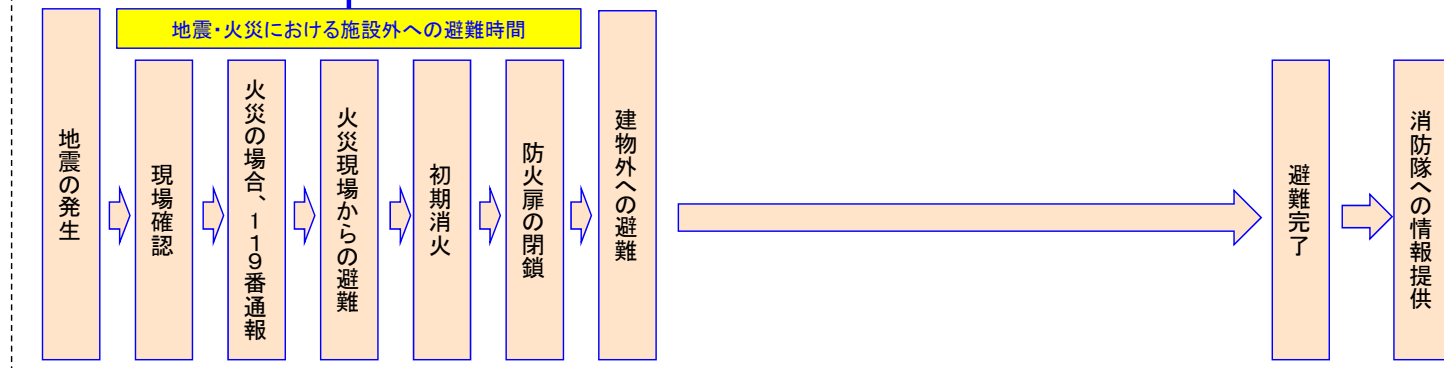 地震・火災における施設外への避難時間
地震の発生
現場確認
火災の場合、119番通報
火災現場からの避難
初期消火
防火扉の閉鎖
建物外への避難
避難完了
消防隊への情報提供